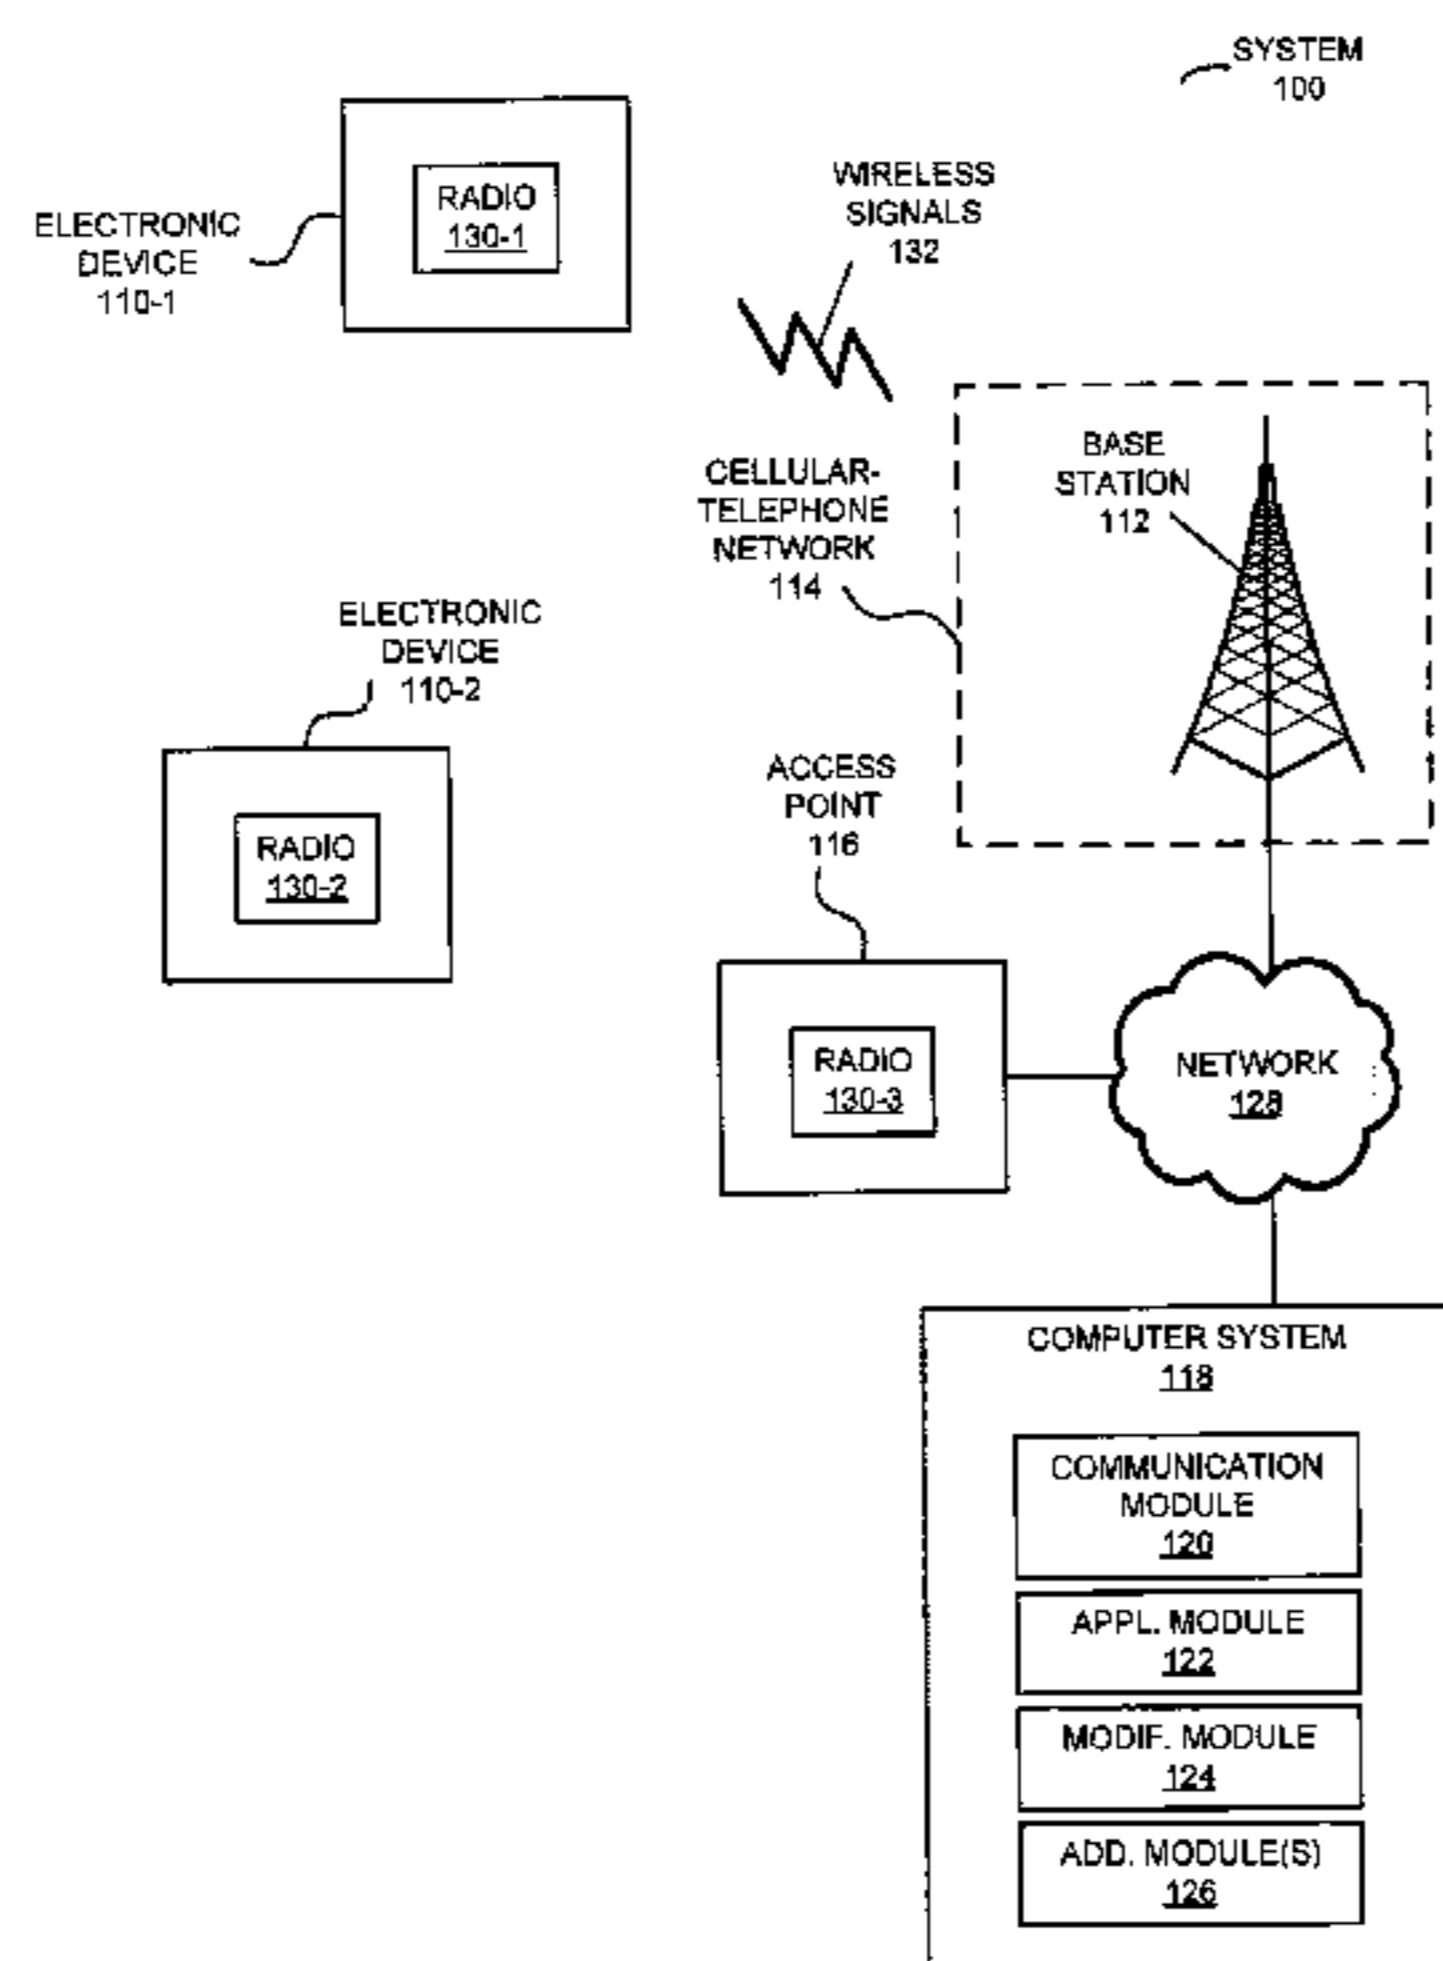 SYSTEM
100
WIRELESS
SIGNALS
132
RADIO
130-1
ELECTRONIC
DEVICE
110-1
BASE
STATION
112
CELLULAR-
TELEPHONE
NETWORK
114
ELECTRONIC
DEVICE
110-2
RADIO
130-2
ACCESS
POINT
116
RADIO
130-3
NETWORK
128
COMPUTER SYSTEM
118
COMMUNICATION
MODULE
120
APPL. MODULE
122
MODIF. MODULE
124
ADD. MODULE(S)
126